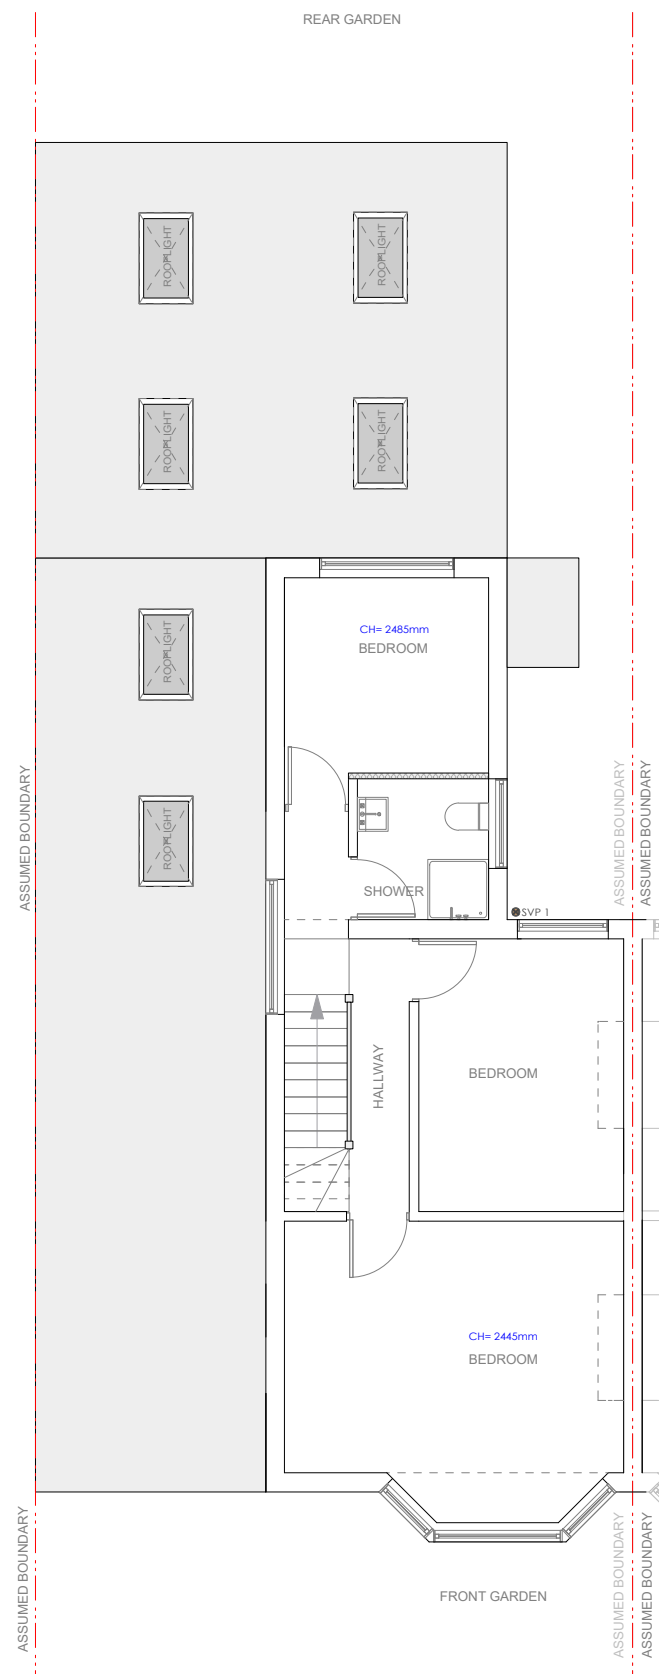 REAR GARDEN
ROOFLIGHT
ROOFLIGHT
ROOFLIGHT
ROOFLIGHT
CH= 2485mm
BEDROOM
ROOFLIGHT
ASSUMED BOUNDARY
ASSUMED BOUNDARY
ASSUMED BOUNDARY
ROOFLIGHT
SHOWER
SVP 1
HALLWAY
BEDROOM
CH= 2445mm
BEDROOM
ASSUMED BOUNDARY
ASSUMED BOUNDARY
ASSUMED BOUNDARY
FRONT GARDEN